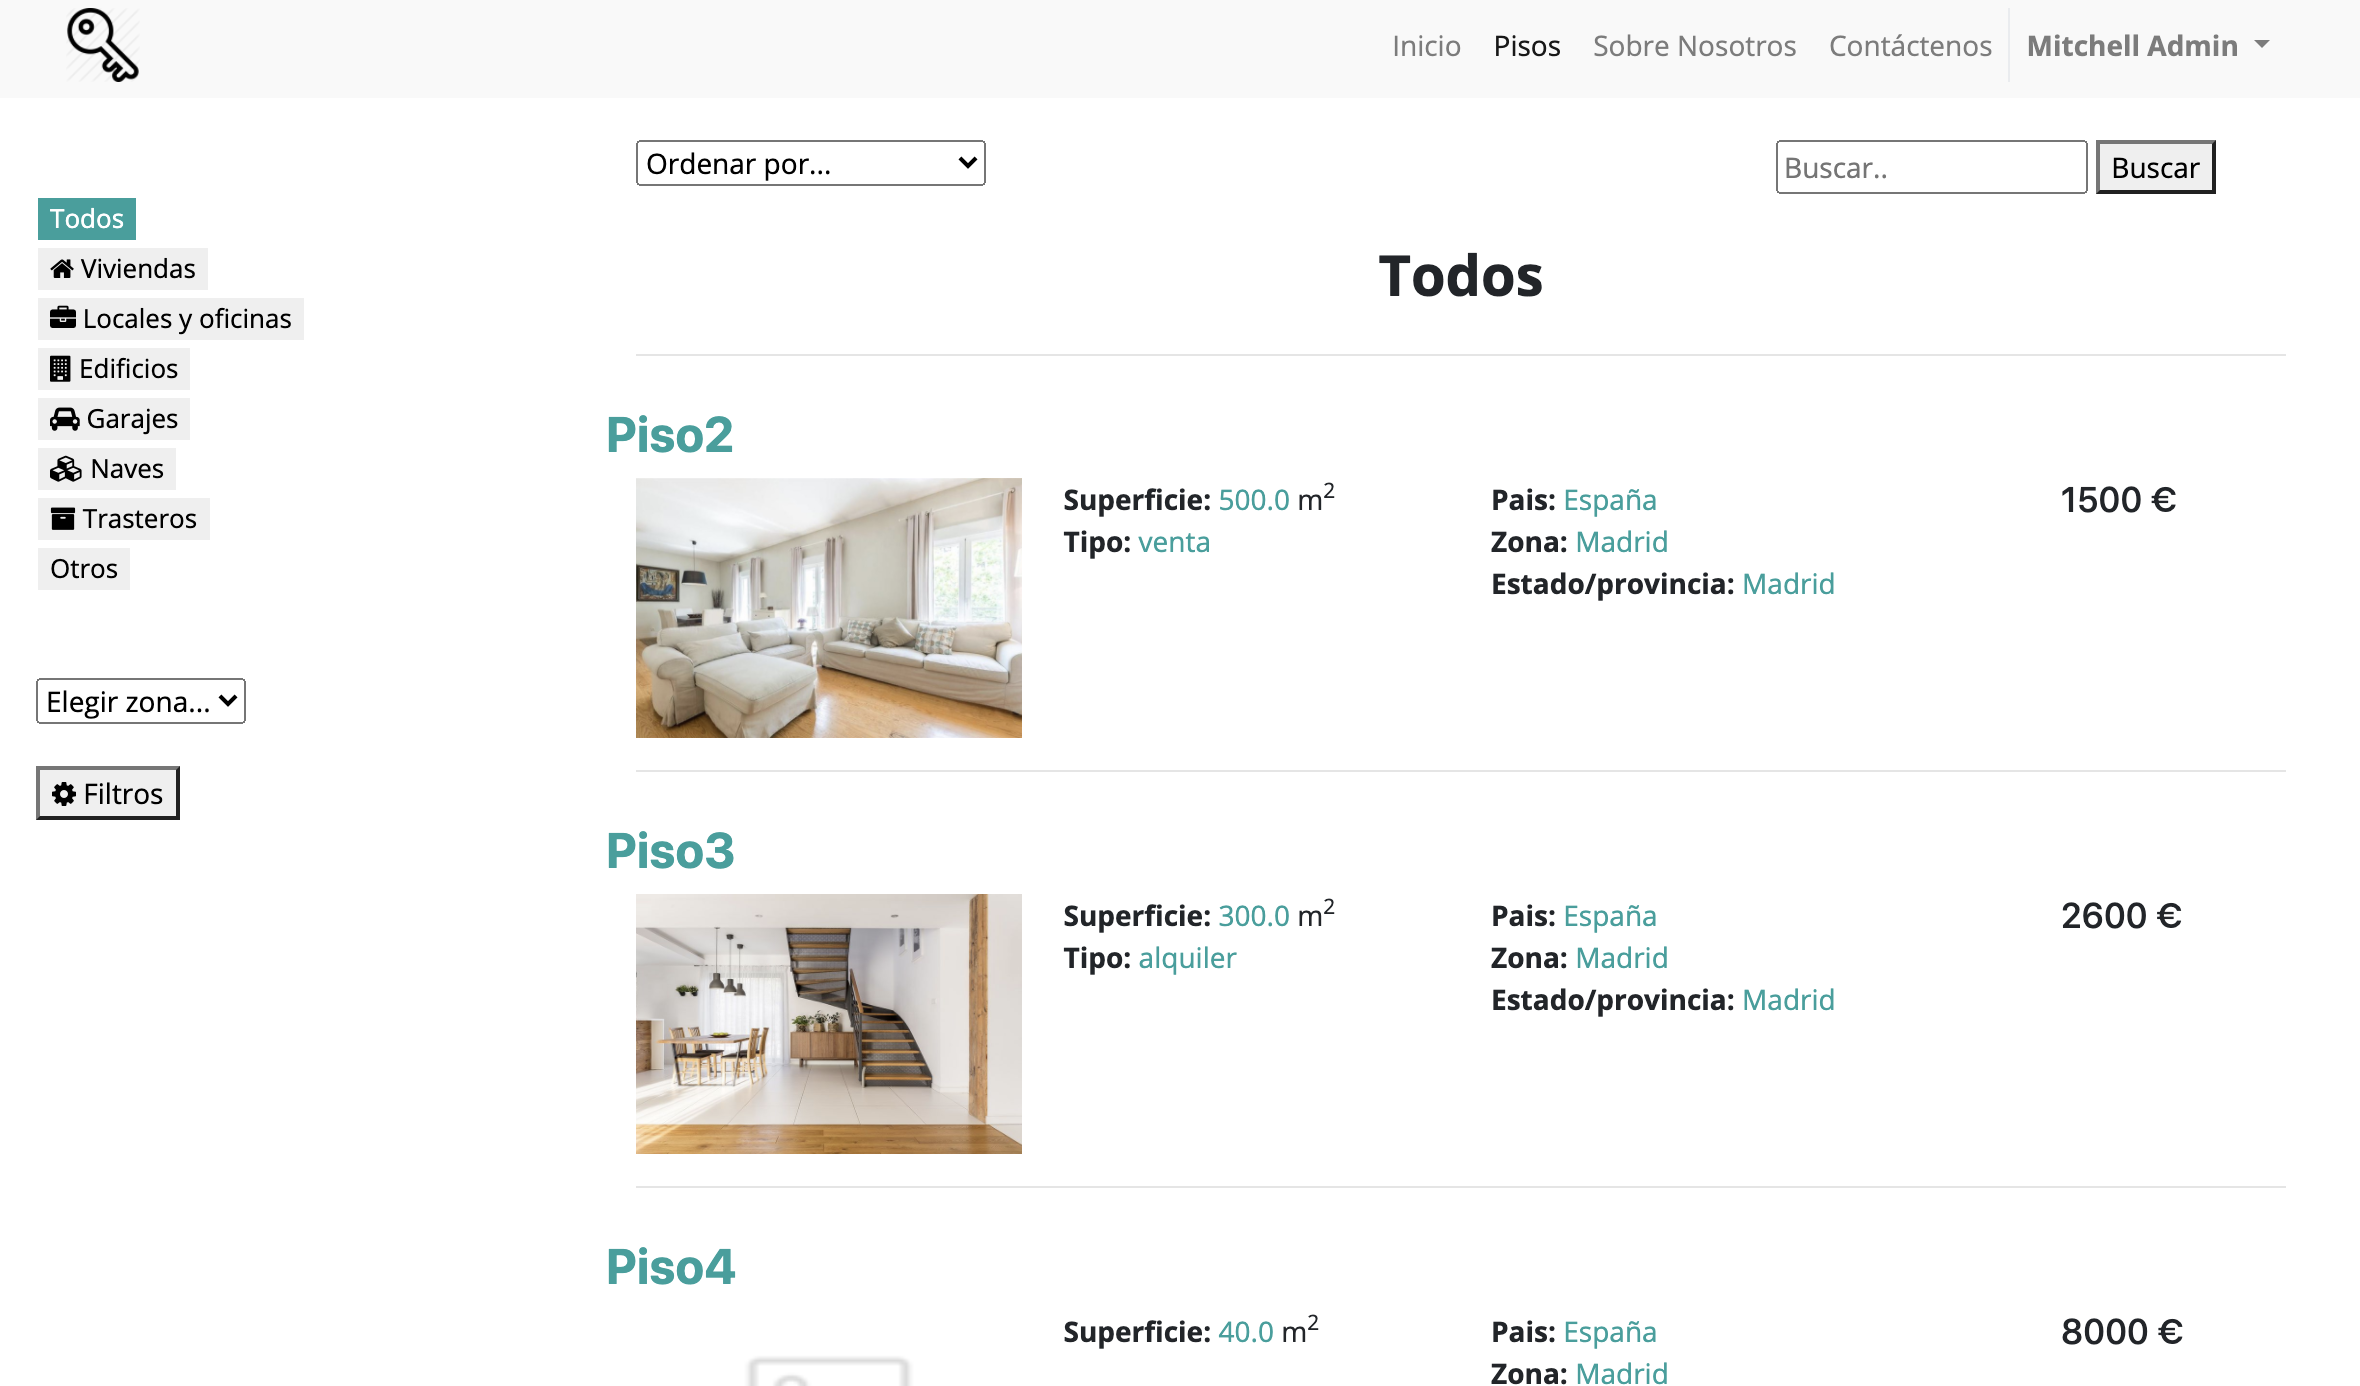 Inicio Pisos Sobre Nosotros Contáctenos Mitchell Admin
Ordenar por...
Buscar.. Buscar
Todos
Viviendas
Locales y oficinas
Edificios
Garajes
Naves
Trasteros
Otros
Elegir zona...
Filtros
Todos
Piso2
Superficie: 500.0 m²
Tipo: venta
Pais: España
Zona: Madrid
Estado/provincia: Madrid
1500 €
Piso3
Superficie: 300.0 m²
Tipo: alquiler
Pais: España
Zona: Madrid
Estado/provincia: Madrid
2600 €
Piso4
Superficie: 40.0 m²
Pais: España
Zona: Madrid
8000 €